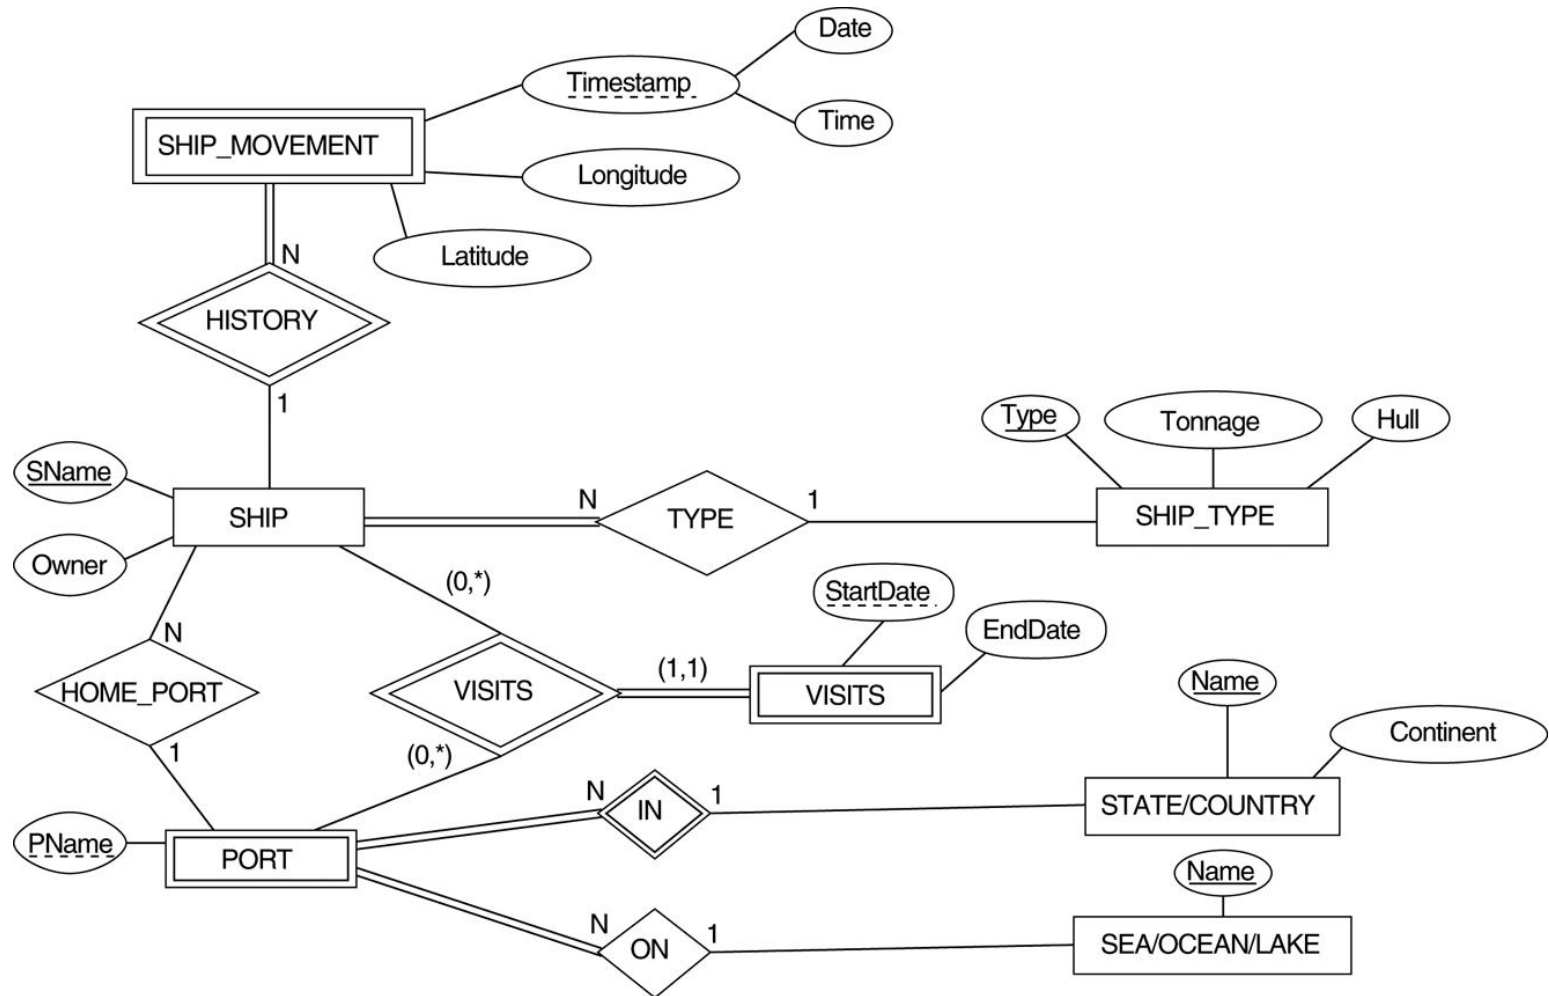 Date
Timestamp
Time
SHIP_MOVEMENT
Longitude
Latitude
N
HISTORY
1
SName
SHIP
Owner
N
TYPE
1
Type
Tonnage
Hull
SHIP_TYPE
(0,*)
StartDate
EndDate
N
HOME_PORT
1
VISITS
(1,1)
VISITS
(0,*)
Name
Continent
N
IN
1
STATE/COUNTRY
PName
PORT
Name
N
ON
1
SEA/OCEAN/LAKE